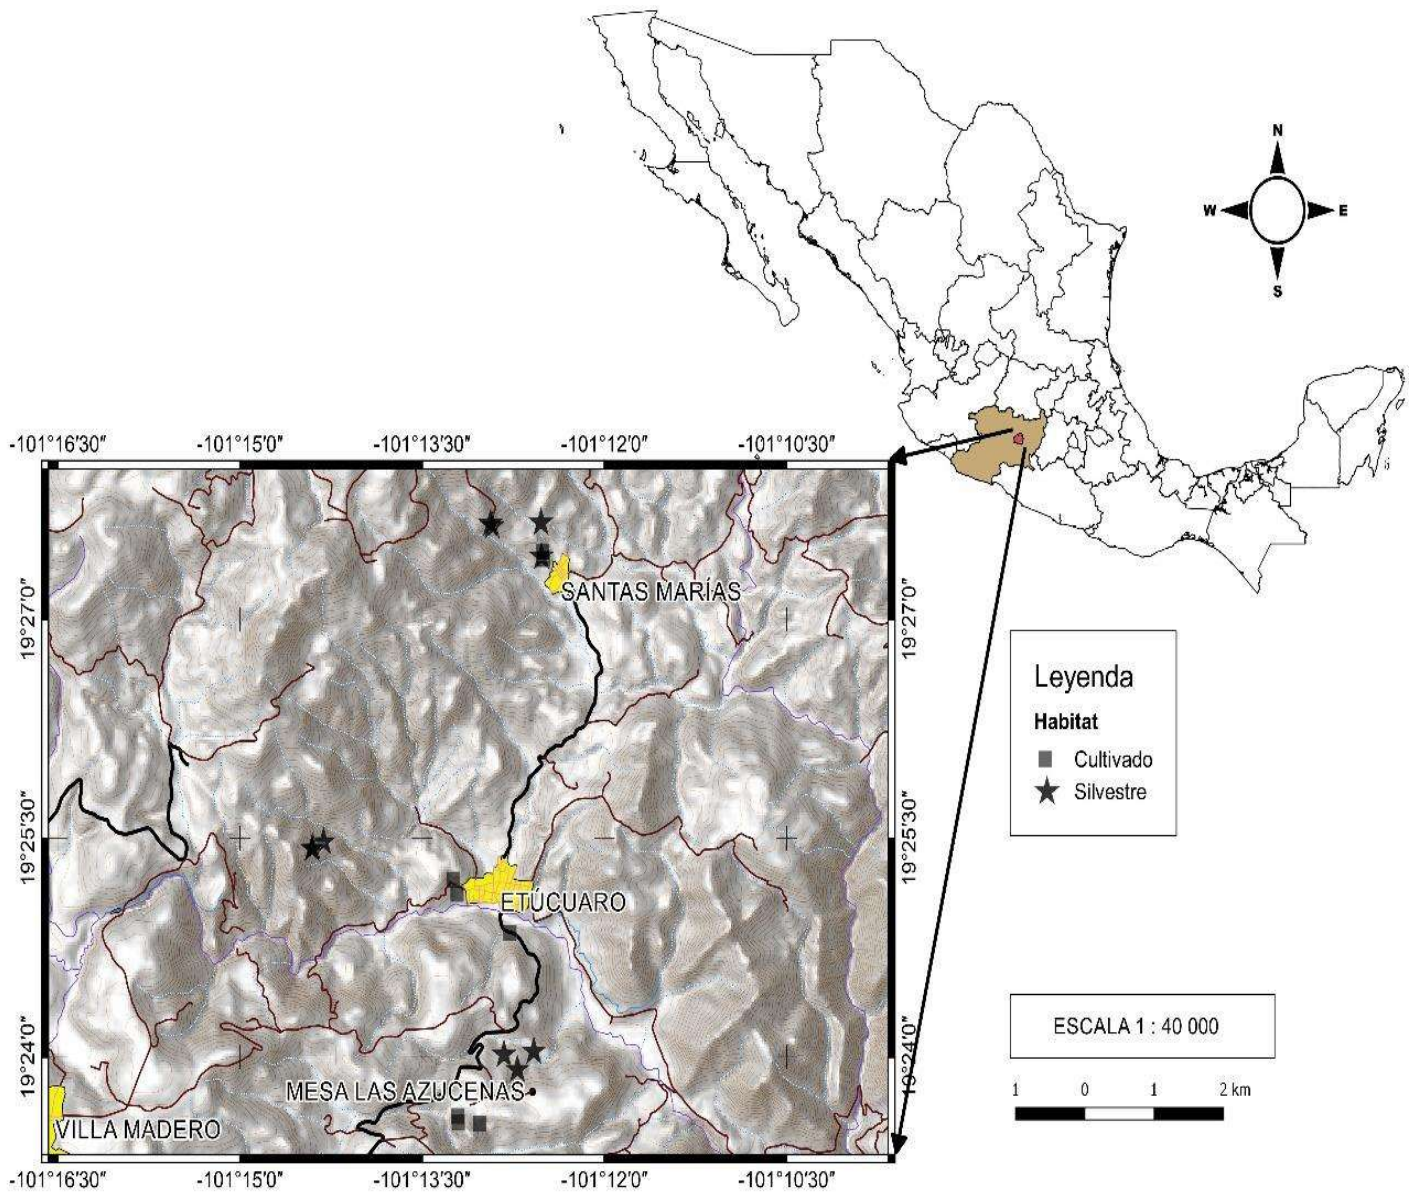 N
W E
S
-101°16'30" -101°15'0" -101°13'30" -101°12'0" -101°10'30"
SANTAS MARÍAS
19°27'0" 19°27'0"
Leyenda
Habitat
Cultivado
Silvestre
19°25'30" 19°25'30"
ETÚCUARO
ESCALA 1 : 40 000
19°24'0" 19°24'0"
MESA LAS AZUCENAS
1 0 1 2 km
VILLA MADERO
-101°16'30" -101°15'0" -101°13'30" -101°12'0" -101°10'30"